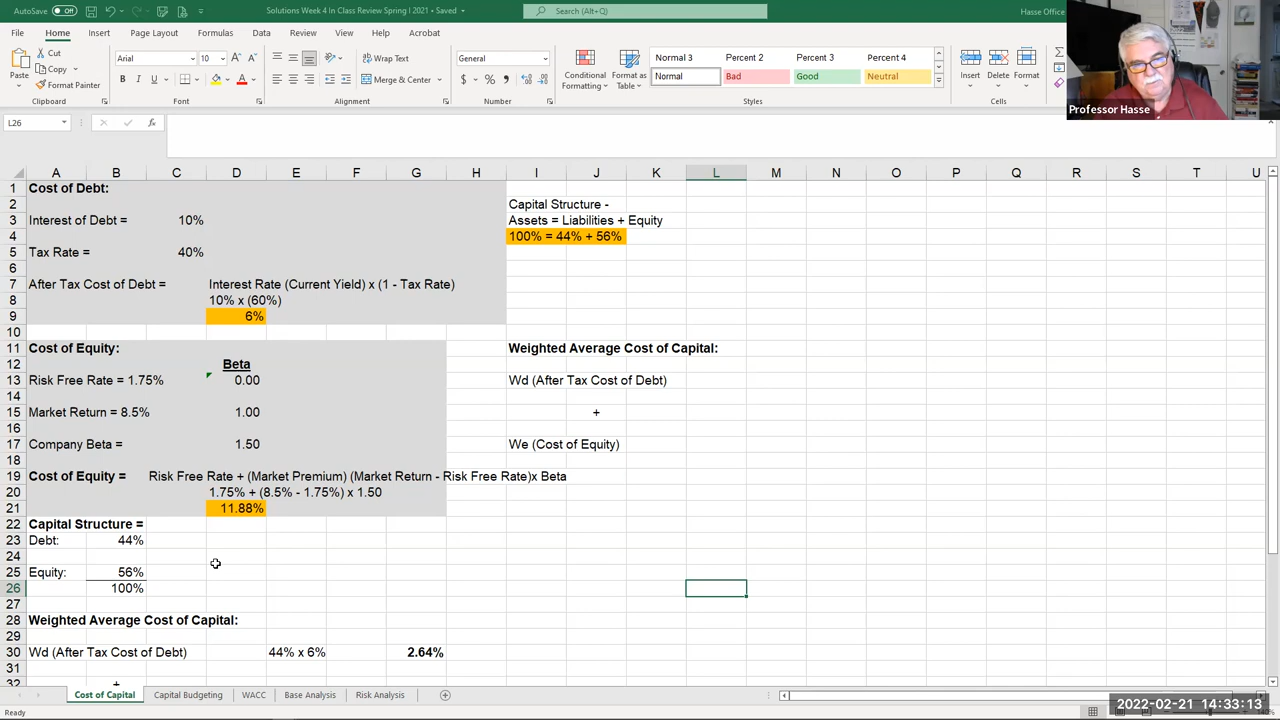 AutoSave Off
Solutions Week 4 In Class Review Spring I 2021 • Saved
Search (Alt+Q)
Hasse Office
File Home Insert Page Layout Formulas Data Review View Help Acrobat
Paste
Cut
Copy
Format Painter
Clipboard
Arial 10
B I U
Font
Wrap Text
Merge & Center
Alignment
General
$ % 9
Number
Conditional Formatting
Format as Table
Normal 3 Percent 2 Percent 3 Percent 4
Normal Bad Good Neutral
Styles
Insert Delete Format
Cells
Professor Hasse
L26
fx
A B C D E F G H I J K L M N O P Q R S T U
1 Cost of Debt:
2 Capital Structure -
3 Interest of Debt = 10% Assets = Liabilities + Equity
4 100% = 44% + 56%
5 Tax Rate = 40%
6
7 After Tax Cost of Debt = Interest Rate (Current Yield) x (1 - Tax Rate)
8 10% x (60%)
9 6%
10
11 Cost of Equity: Weighted Average Cost of Capital:
12 Beta
13 Risk Free Rate = 1.75% 0.00 Wd (After Tax Cost of Debt)
14
15 Market Return = 8.5% 1.00 +
16
17 Company Beta = 1.50 We (Cost of Equity)
18
19 Cost of Equity = Risk Free Rate + (Market Premium) (Market Return - Risk Free Rate)x Beta
20 1.75% + (8.5% - 1.75%) x 1.50
21 11.88%
22 Capital Structure =
23 Debt: 44%
24
25 Equity: 56%
26 100%
27
28 Weighted Average Cost of Capital:
29
30 Wd (After Tax Cost of Debt) 44% x 6% 2.64%
31
32 +
Cost of Capital Capital Budgeting WACC Base Analysis Risk Analysis
Ready
2022-02-21 14:33:13